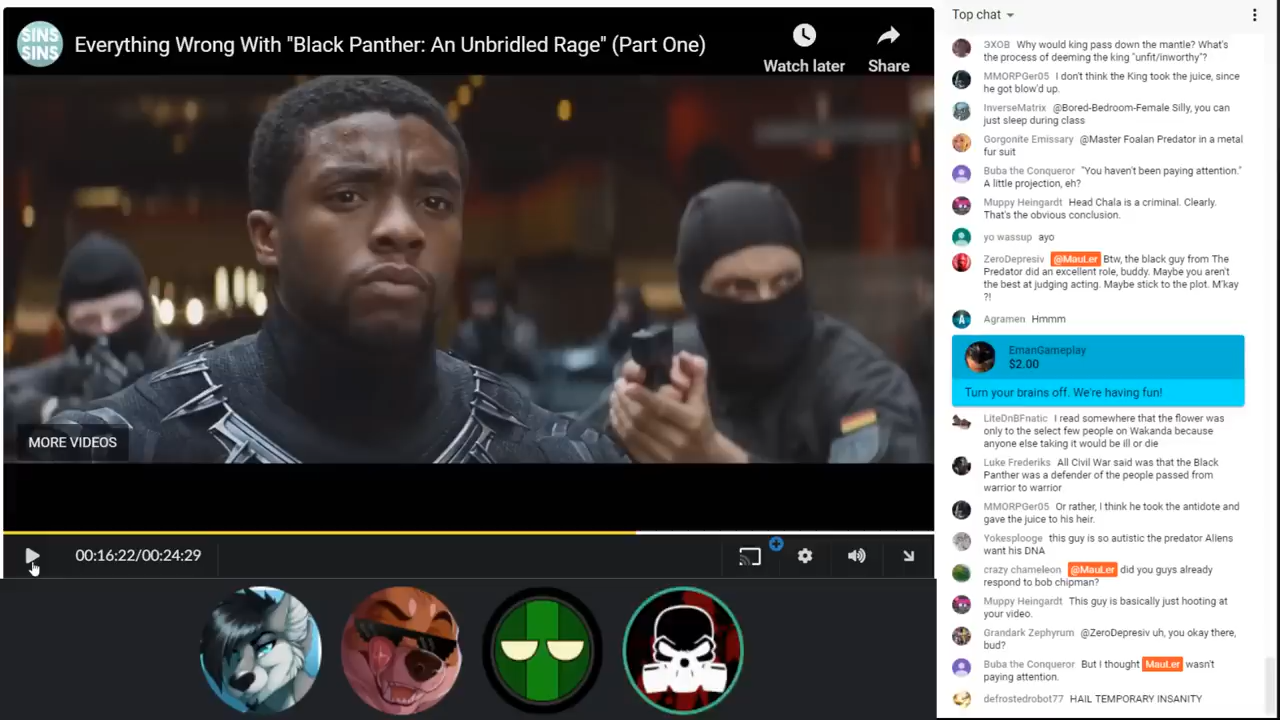 SINS
SINS
Everything Wrong With "Black Panther: An Unbridled Rage" (Part One)
Watch later
Share
MORE VIDEOS
00:16:22/00:24:29
Top chat
ЭХОВ Why would king pass down the mantle? What's
the process of deeming the king "unfit/inworthy"?
MMORPGer05 I don't think the King took the juice, since
he got blow'd up.
InverseMatrix @Bored-Bedroom-Female Silly, you can
just sleep during class
Gorgonite Emissary @Master Foalan Predator in a metal
fur suit
Buba the Conqueror "You haven't been paying attention."
A little projection, eh?
Muppy Heingardt Head Chala is a criminal. Clearly.
That's the obvious conclusion.
yo wassup ayo
ZeroDepresiv @MauLer Btw, the black guy from The
Predator did an excellent role, buddy. Maybe you aren't
the best at judging acting. Maybe stick to the plot. M'kay
?!
A Agramen Hmmm
EmanGameplay
$2.00
Turn your brains off. We're having fun!
LiteDnBFnatic I read somewhere that the flower was
only to the select few people on Wakanda because
anyone else taking it would be ill or die
Luke Frederiks All Civil War said was that the Black
Panther was a defender of the people passed from
warrior to warrior
MMORPGer05 Or rather, I think he took the antidote and
gave the juice to his heir.
Yokesplooge this guy is so autistic the predator Aliens
want his DNA
crazy chameleon @MauLer did you guys already
respond to bob chipman?
Muppy Heingardt This guy is basically just hooting at
your video.
Grandark Zephyrum @ZeroDepresiv uh, you okay there,
bud?
Buba the Conqueror But I thought MauLer wasn't
paying attention.
defrostedrobot77 HAIL TEMPORARY INSANITY